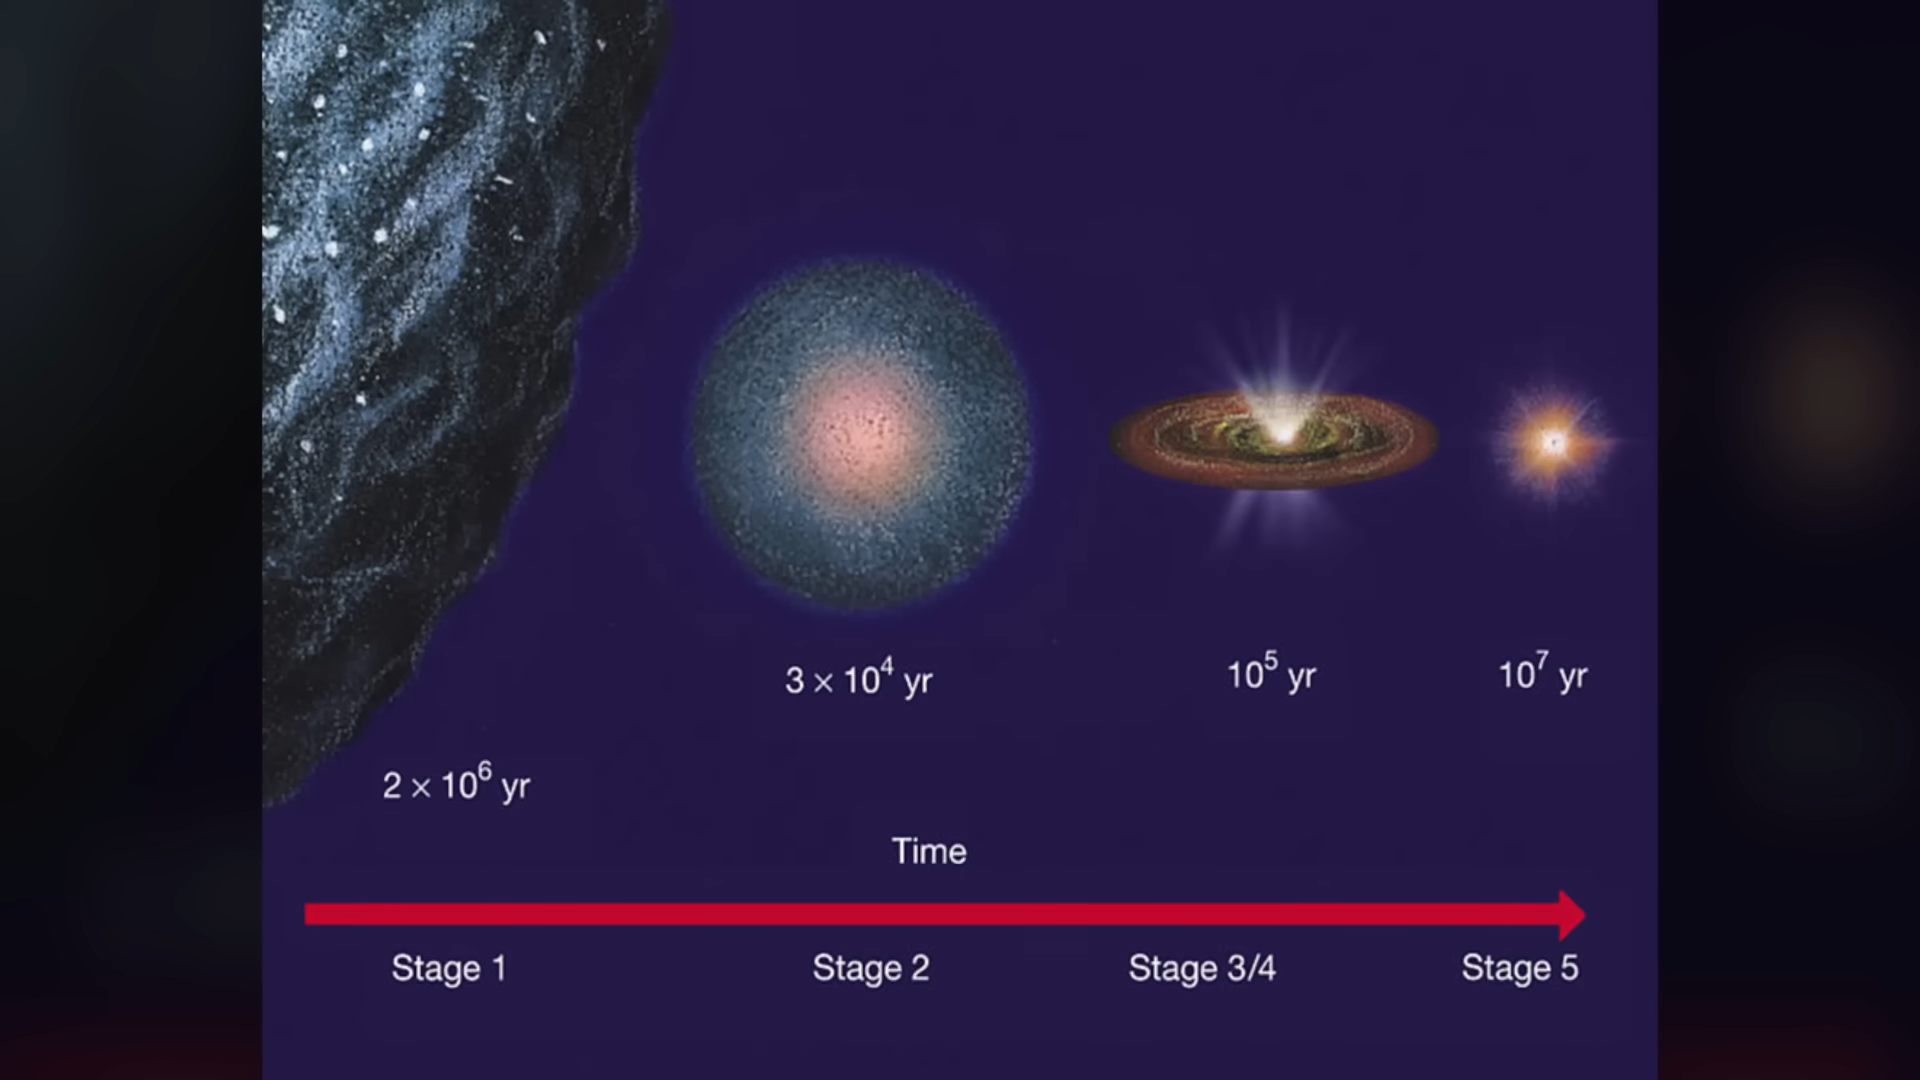 3 × 10⁴ yr
10⁵ yr
10⁷ yr
2 × 10⁶ yr
Time
Stage 1
Stage 2
Stage 3/4
Stage 5